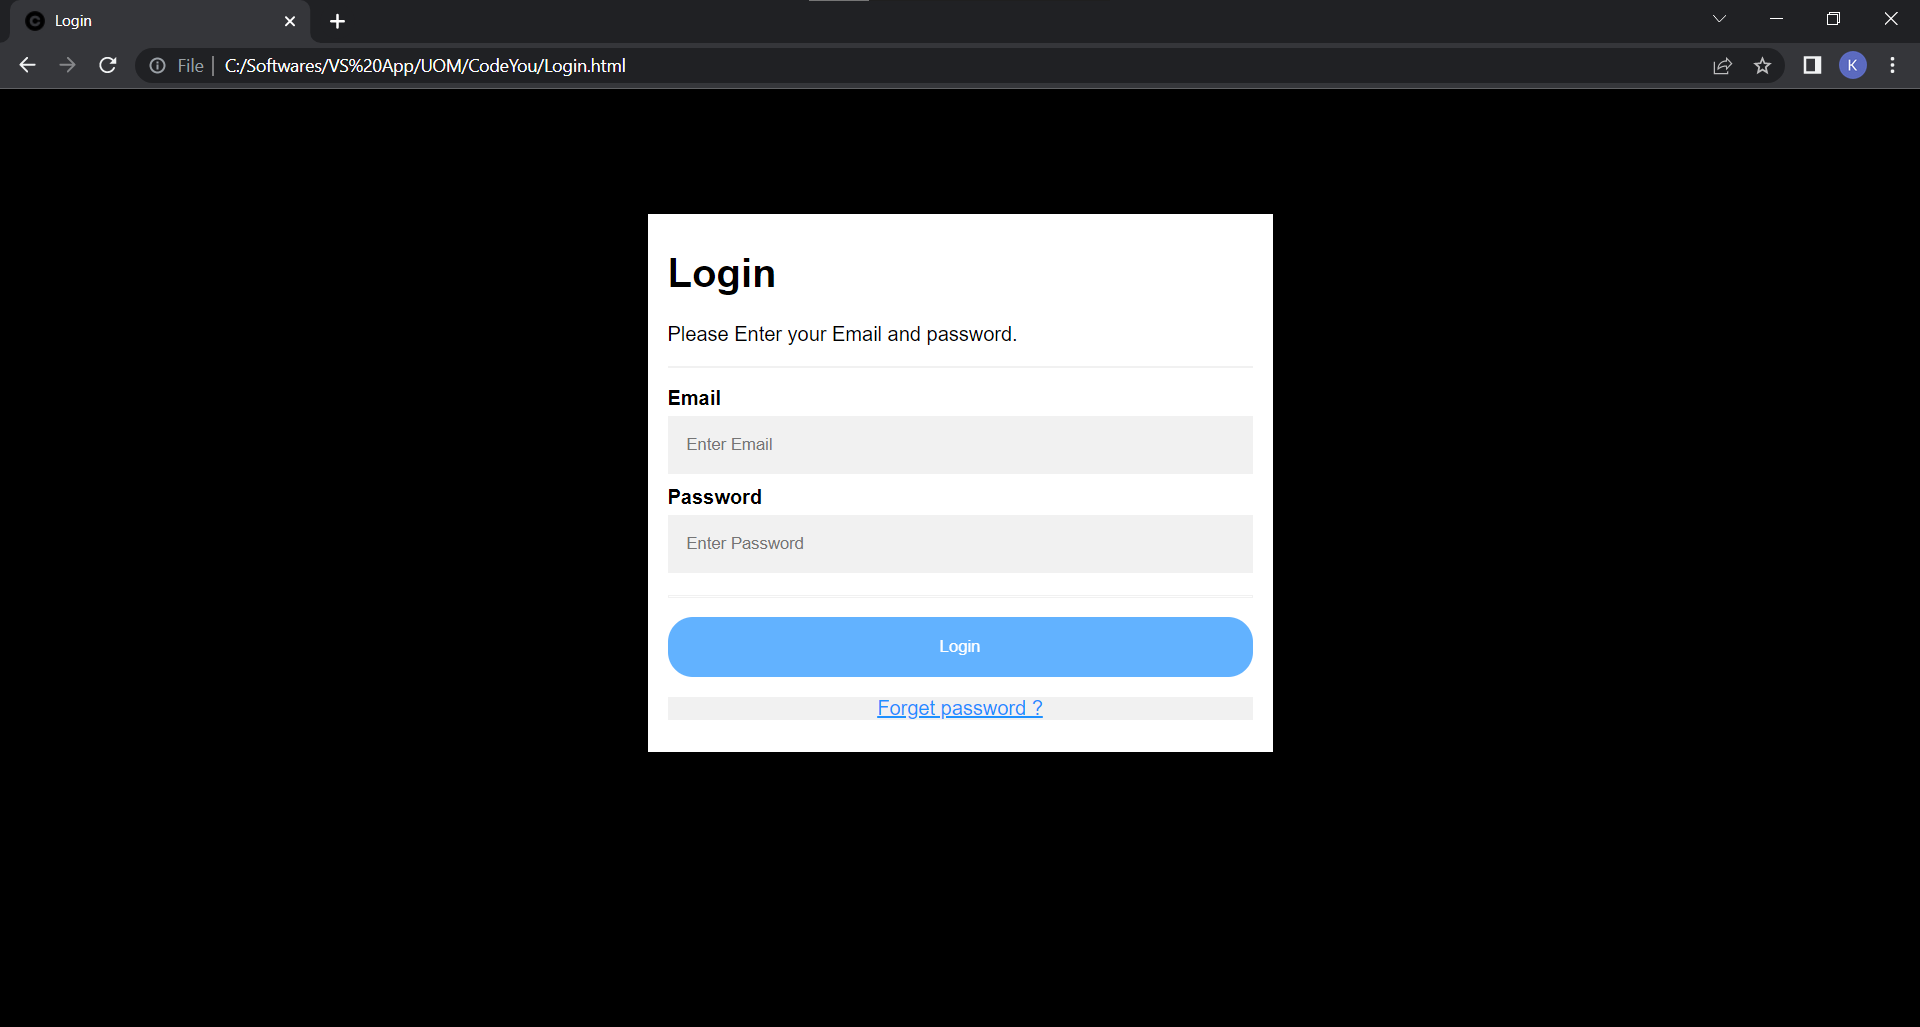 Login
File C:/Softwares/VS%20App/UOM/CodeYou/Login.html
K
Login
Please Enter your Email and password.
Email
Enter Email
Password
Enter Password
Login
Forget password ?